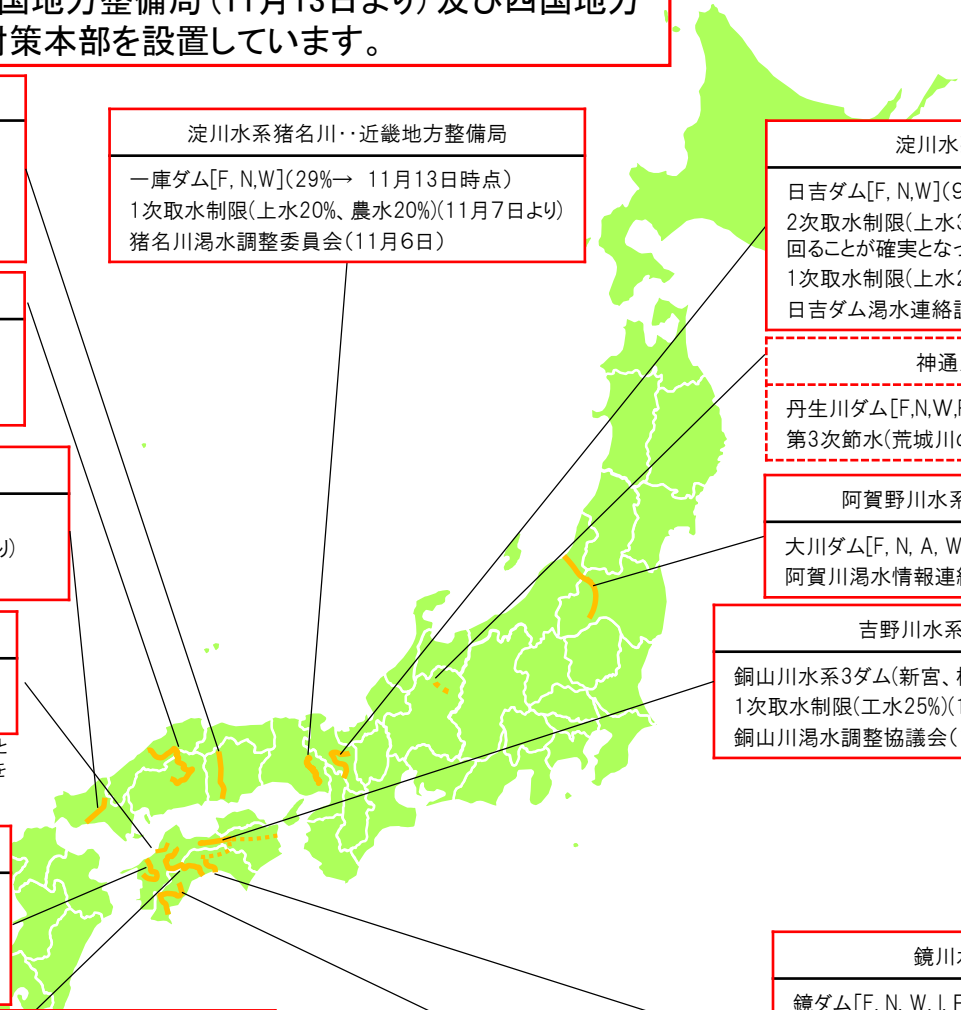 国地方整備局(11月13日より)及び四国地方
対策本部を設置しています。
淀川水系猪名川‥近畿地方整備局
一庫ダム[F, N,W](29%→ 11月13日時点)
1次取水制限(上水20%、農水20%)(11月7日より)
猪名川渇水調整委員会(11月6日)
淀川水
日吉ダム[F, N,W](9
2次取水制限(上水3
回ることが確実となっ
1次取水制限(上水2
日吉ダム渇水連絡
神通
丹生川ダム[F,N,W,
第3次節水(荒城川
阿賀野川水系
大川ダム[F, N, A, W
阿賀川渇水情報連
吉野川水系
銅山川水系3ダム(新宮、
1次取水制限(工水25%)(1
銅山川渇水調整協議会(
り)
と
を
鏡川
鏡ダム[F, N, W, I, P